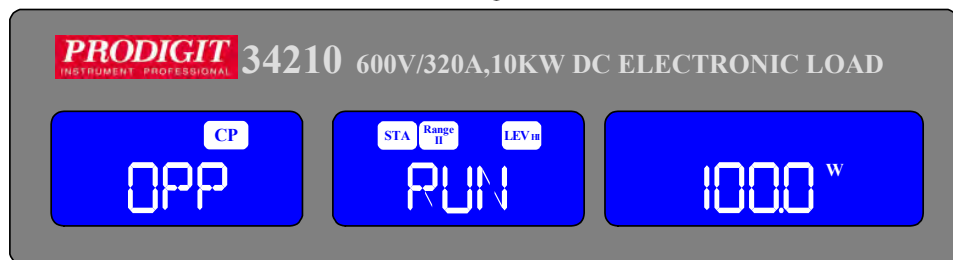 PRODIGIT
INSTRUMENT PROFESSIONAL
34210 600V/320A,10KW DC ELECTRONIC LOAD
CP
OPP
STA Range II LEV HI
RUN
100.0 W